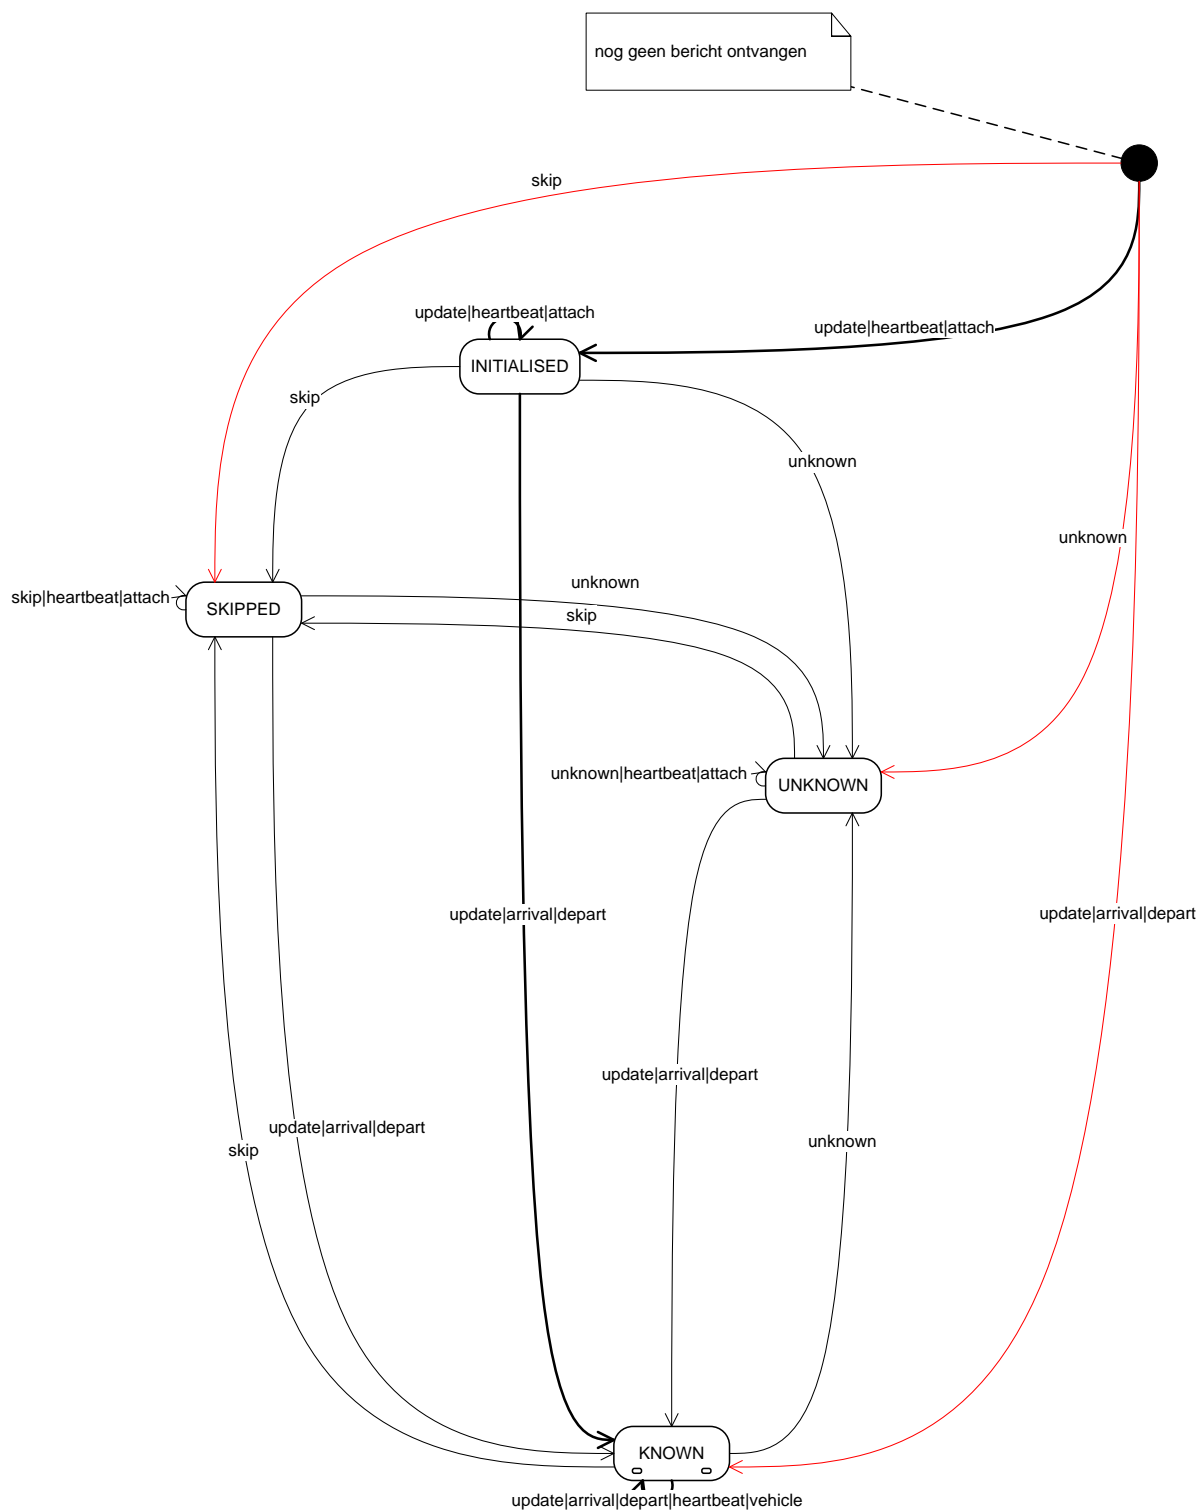 nog geen bericht ontvangen
skip
update|heartbeat|attach
update|heartbeat|attach
INITIALISED
skip
unknown
unknown
unknown
skip|heartbeat|attach
SKIPPED
skip
unknown|heartbeat|attach
UNKNOWN
update|arrival|depart
update|arrival|depart
update|arrival|depart
update|arrival|depart
unknown
skip
KNOWN
update|arrival|depart|heartbeat|vehicle